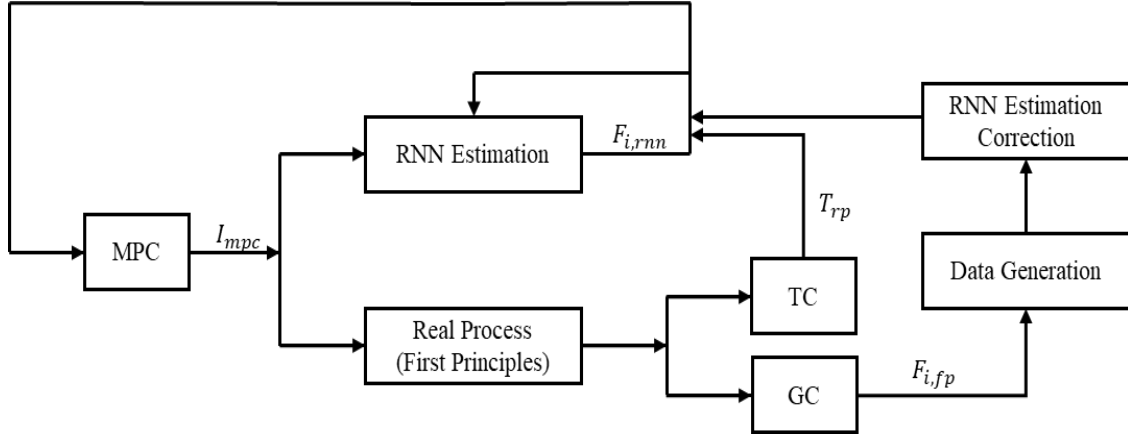 RNN Estimation
Correction
RNN Estimation
F_{i,rnn}
T_{rp}
MPC
I_{mpc}
Data Generation
TC
Real Process
(First Principles)
GC
F_{i,fp}